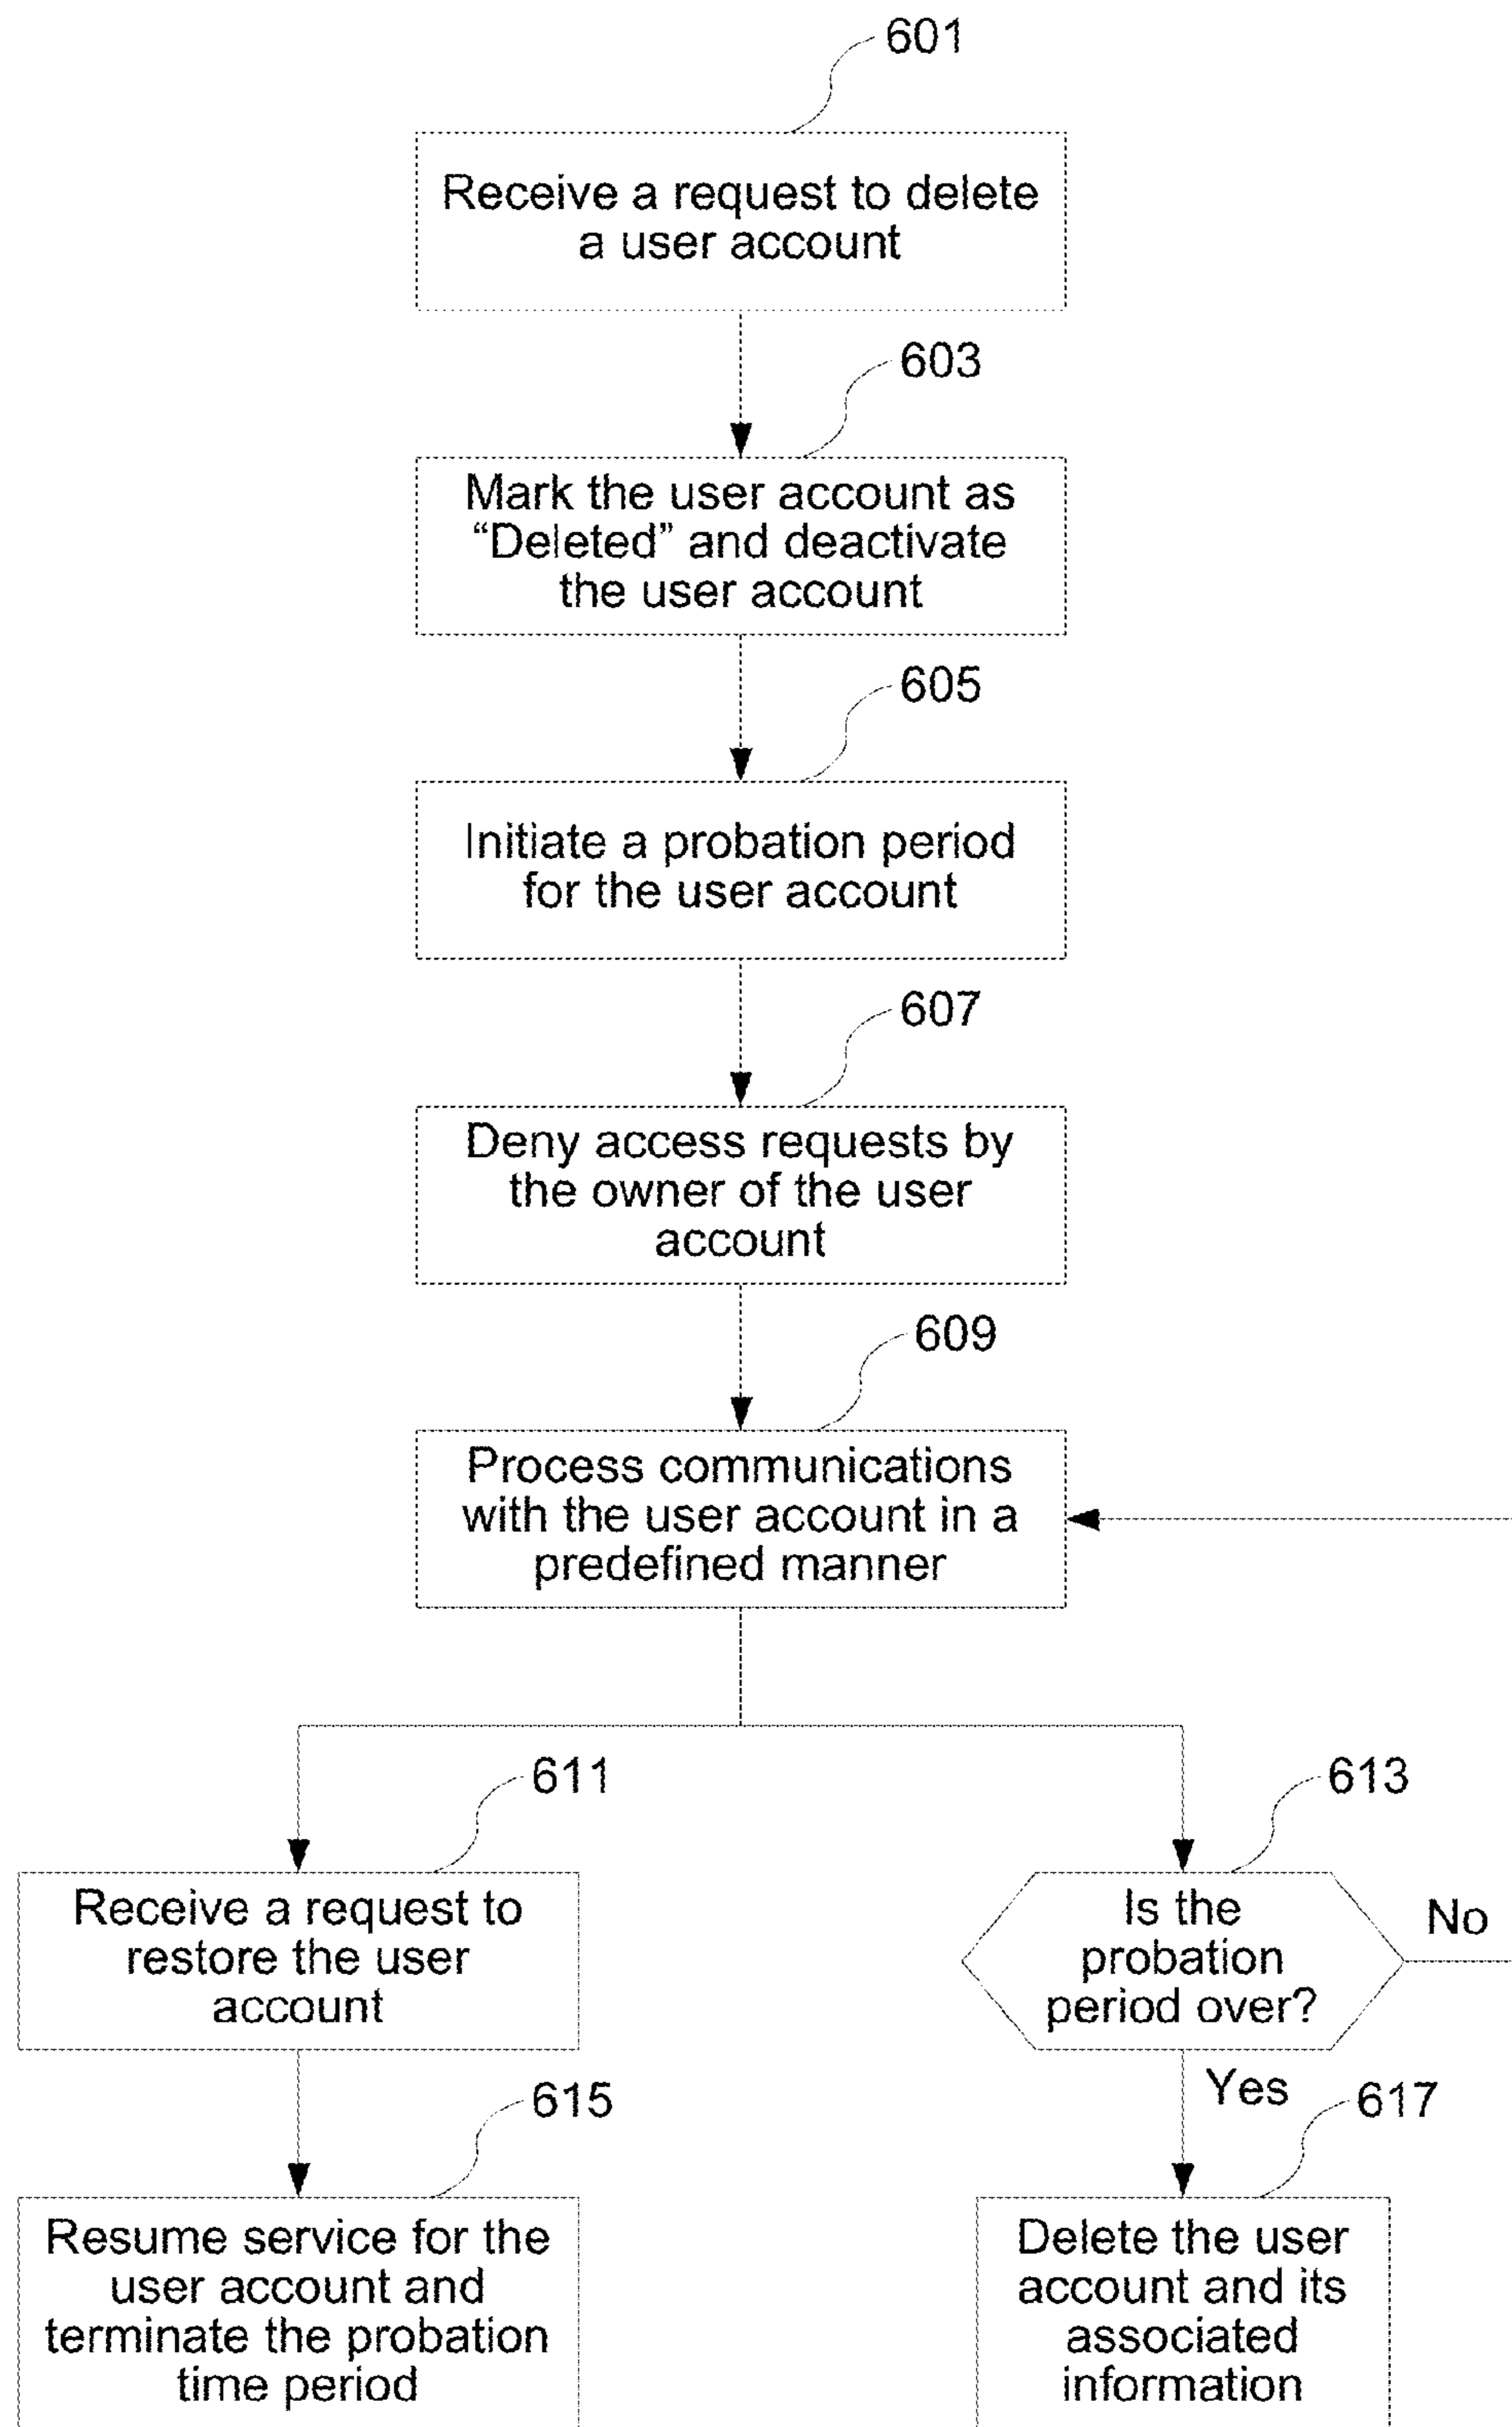 601
Receive a request to delete
a user account
603
Mark the user account as
“Deleted” and deactivate
the user account
605
Initiate a probation period
for the user account
607
Deny access requests by
the owner of the user
account
609
Process communications
with the user account in a
predefined manner
611
Receive a request to
restore the user
account
613
Is the
probation
period over?
No
Yes
615
Resume service for the
user account and
terminate the probation
time period
617
Delete the user
account and its
associated
information